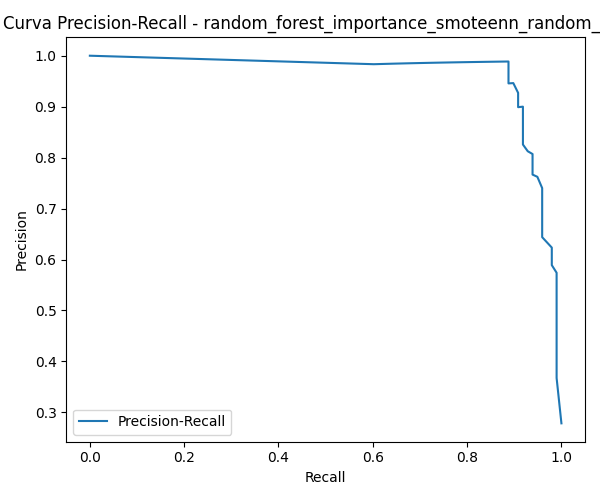 Curva Precision-Recall - random_forest_importance_smoteenn_random_
1.0
0.9
0.8
0.7
0.6
0.5
0.4
0.3
Precision
Precision-Recall
0.0 0.2 0.4 0.6 0.8 1.0
Recall